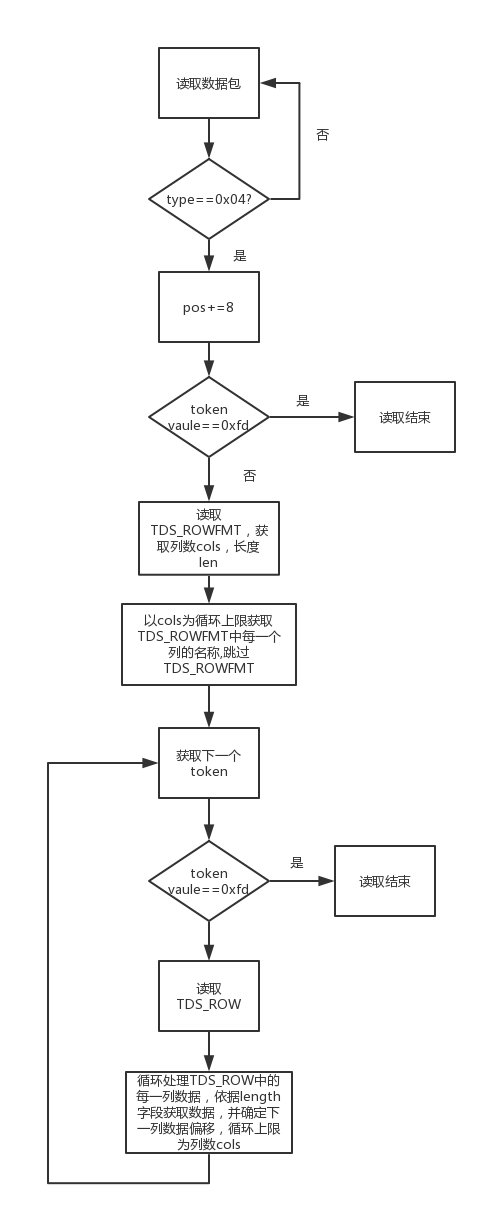 读取数据包
否
type==0x04?
是
pos+=8
token
vaule==0xfd
是
读取结束
否
读取
TDS_ROWFMT，获
取列数cols，长度
len
以cols为循环上限获取
TDS_ROWFMT中每一个
列的名称,跳过
TDS_ROWFMT
获取下一个
token
token
vaule==0xfd
是
读取结束
读取
TDS_ROW
循环处理TDS_ROW中的
每一列数据，依据length
字段获取数据，并确定下
一列数据偏移，循环上限
为列数cols